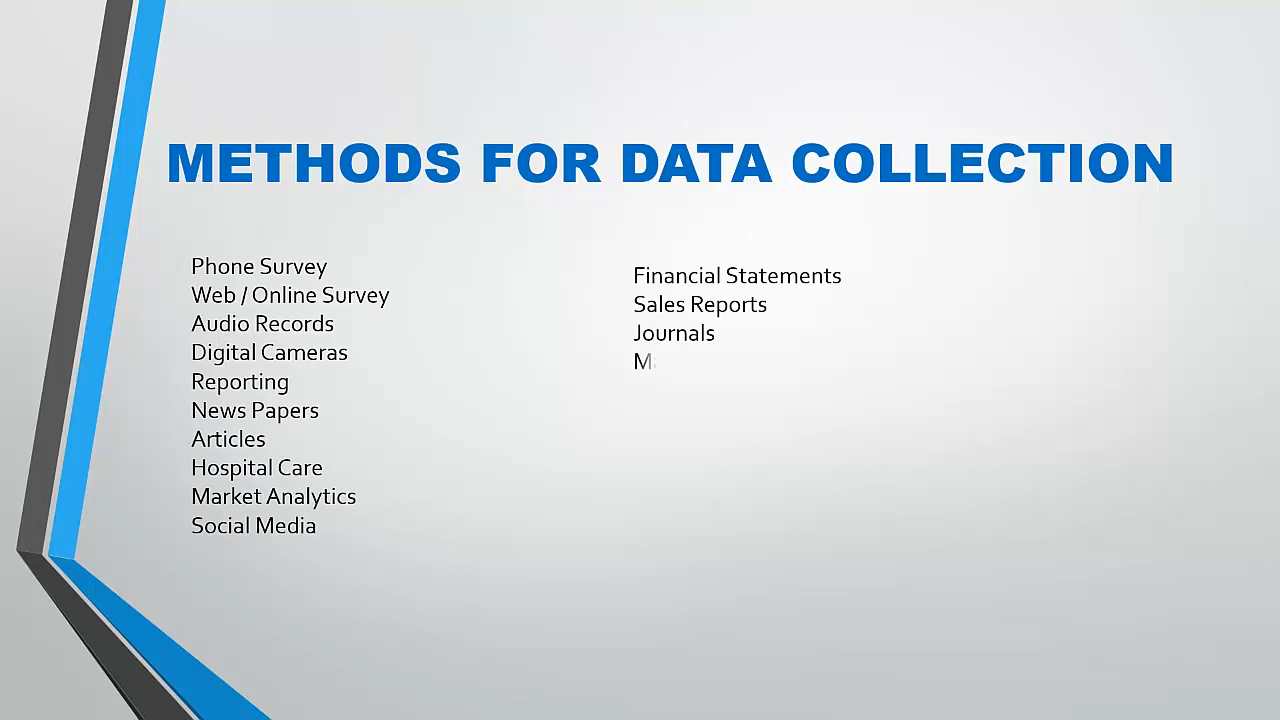 METHODS FOR DATA COLLECTION
Phone Survey
Web / Online Survey
Audio Records
Digital Cameras
Reporting
News Papers
Articles
Hospital Care
Market Analytics
Social Media
Financial Statements
Sales Reports
Journals